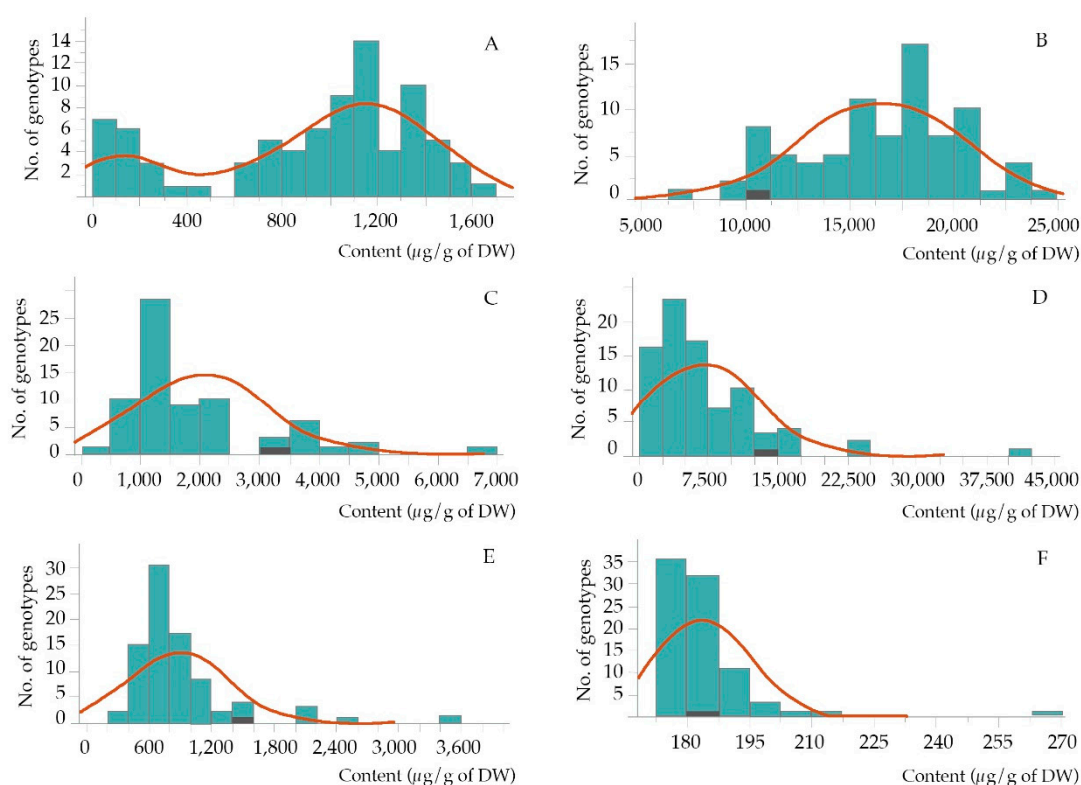 A
No. of genotypes
14
12
10
8
6
4
2
0 400 800 1,200 1,600
Content (µg/g of DW)
B
No. of genotypes
15
10
5
0
5,000 10,000 15,000 20,000 25,000
Content (µg/g of DW)
C
No. of genotypes
25
20
15
10
5
0
0 1,000 2,000 3,000 4,000 5,000 6,000 7,000
Content (µg/g of DW)
D
No. of genotypes
20
15
10
5
0
0 7,500 15,000 22,500 30,000 37,500 45,000
Content (µg/g of DW)
E
No. of genotypes
30
25
20
15
10
5
0
0 600 1,200 1,800 2,400 3,000 3,600
Content (µg/g of DW)
F
No. of genotypes
35
30
25
20
15
10
5
180 195 210 225 240 255 270
Content (µg/g of DW)